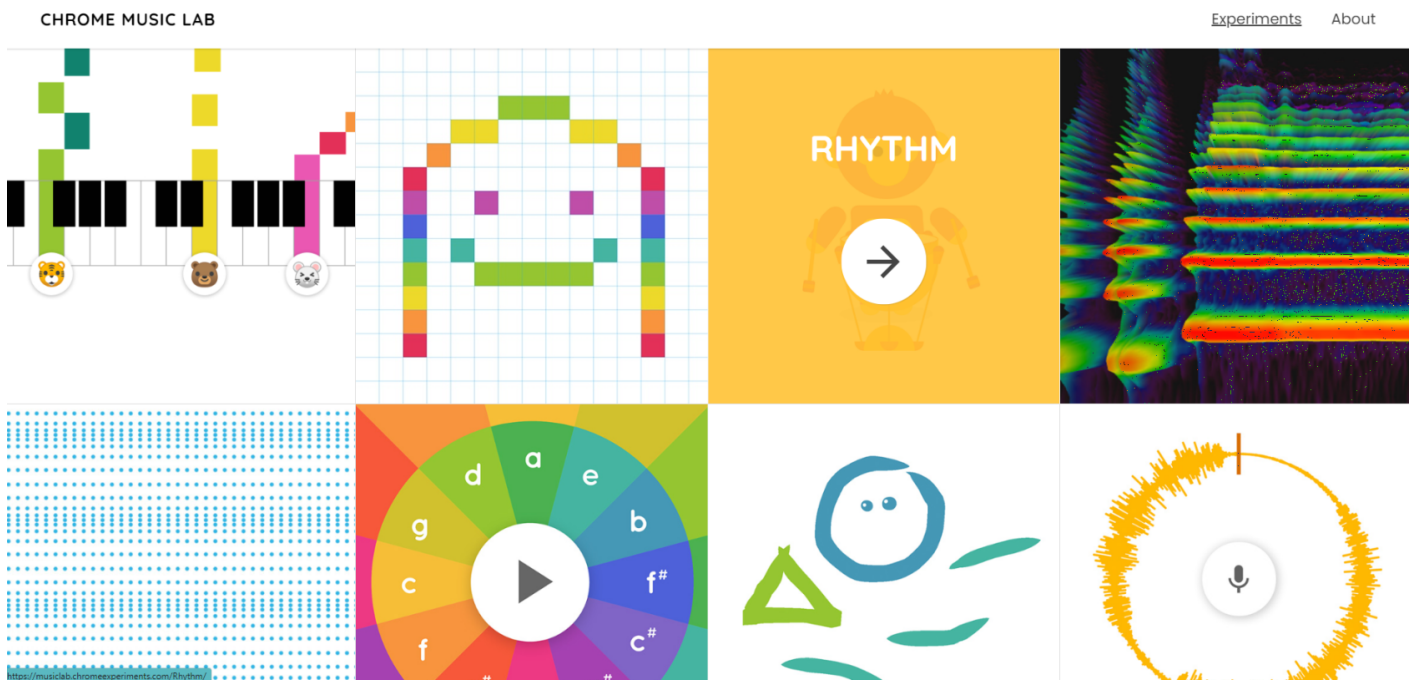 CHROME MUSIC LAB
Experiments About
RHYTHM
a
d e
g b
c f#
f c#
# #
https://musiclab.chromeexperiments.com/Rhythm/